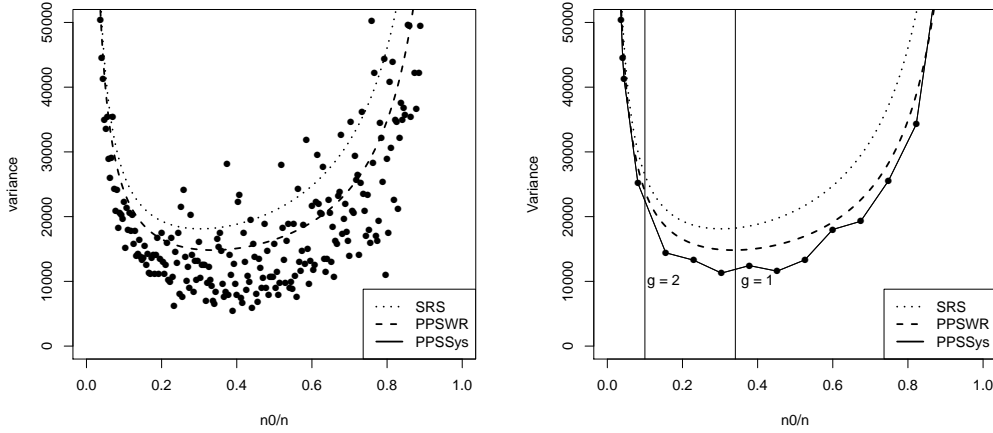 50000
40000
30000
20000
10000
0
variance
0.0 0.2 0.4 0.6 0.8 1.0
n0/n
SRS
PPSWR
PPSSys
50000
40000
30000
20000
10000
0
Variance
0.0 0.2 0.4 0.6 0.8 1.0
n0/n
g = 2
g = 1
SRS
PPSWR
PPSSys